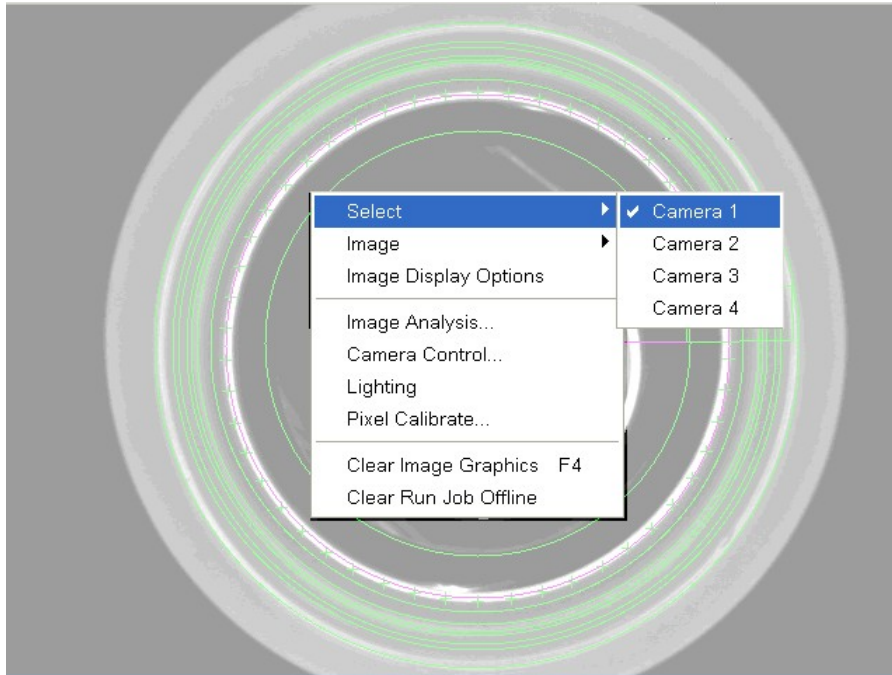 Select
Image
Image Display Options
Image Analysis...
Camera Control...
Lighting
Pixel Calibrate...
Clear Image Graphics F4
Clear Run Job Offline
Camera 1
Camera 2
Camera 3
Camera 4